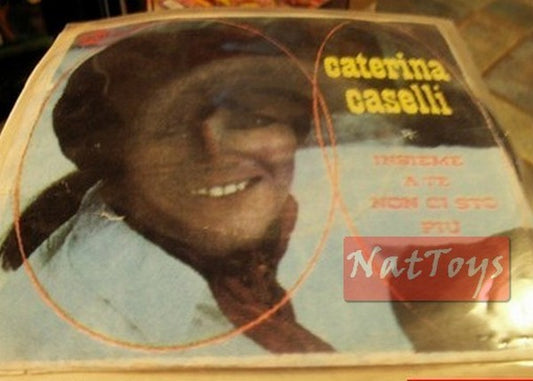 caterina
caselli
INSIEME
A TE
NON CI STO
PIU
NatToys